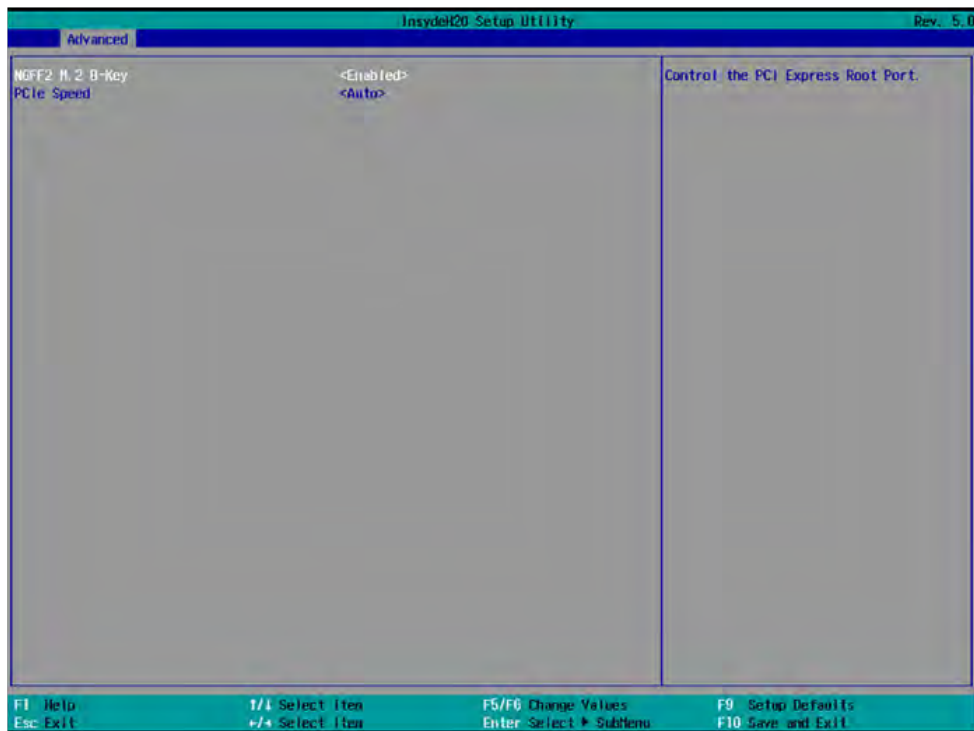 InsydeH2O Setup Utility Rev. 5.0
Advanced
NGFF2 M.2 B-Key <Enabled> Control the PCI Express Root Port.
PCIe Speed <Auto>
F1 Help ↑/↓ Select Item F5/F6 Change Values F9 Setup Defaults
Esc Exit ←/→ Select Item Enter Select ▶ SubMenu F10 Save and Exit